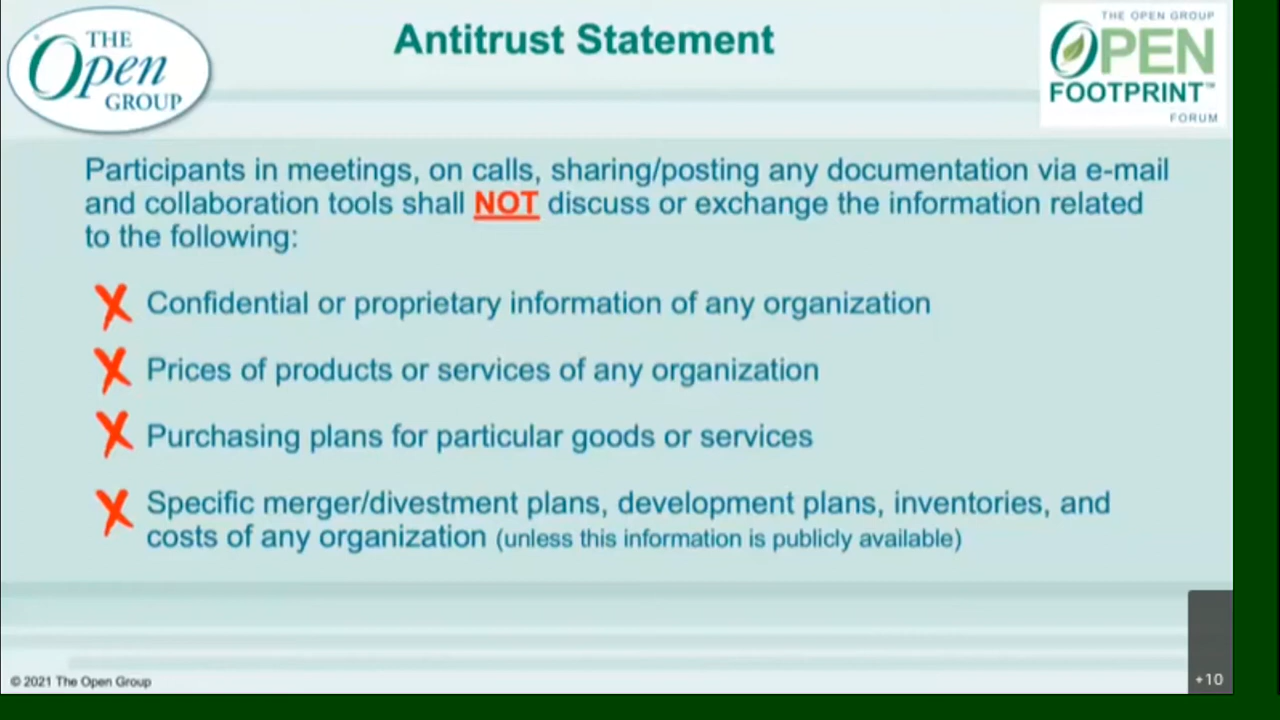 THE
Open
GROUP
Antitrust Statement
THE OPEN GROUP
OPEN
FOOTPRINT™
FORUM
Participants in meetings, on calls, sharing/posting any documentation via e-mail
and collaboration tools shall NOT discuss or exchange the information related
to the following:
X Confidential or proprietary information of any organization
X Prices of products or services of any organization
X Purchasing plans for particular goods or services
X Specific merger/divestment plans, development plans, inventories, and
costs of any organization (unless this information is publicly available)
© 2021 The Open Group
+10